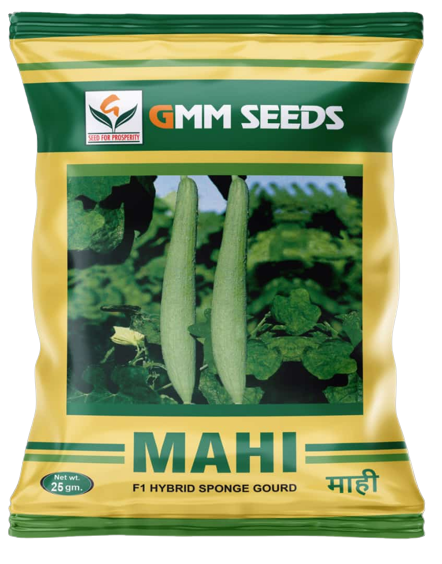 GMM SEEDS
SEED FOR PROSPERITY
MAHI
F1 HYBRID SPONGE GOURD
माही
Net wt.
25 gm.